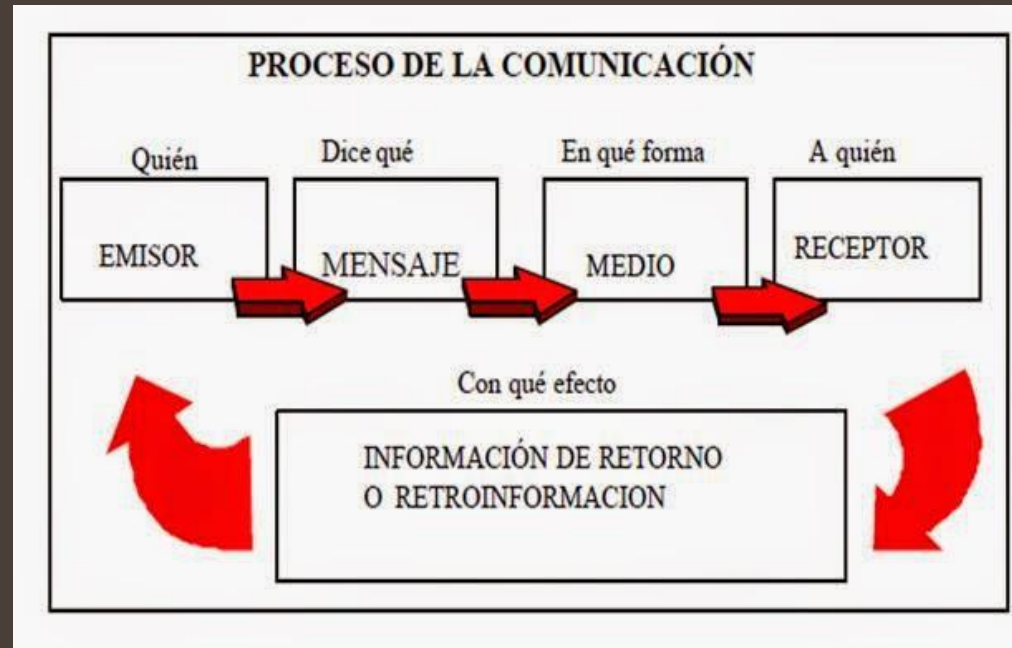 PROCESO DE LA COMUNICACIÓN
Quién
Dice qué
En qué forma
A quién
EMISOR
MENSAJE
MEDIO
RECEPTOR
Con qué efecto
INFORMACIÓN DE RETORNO
O RETROINFORMACION